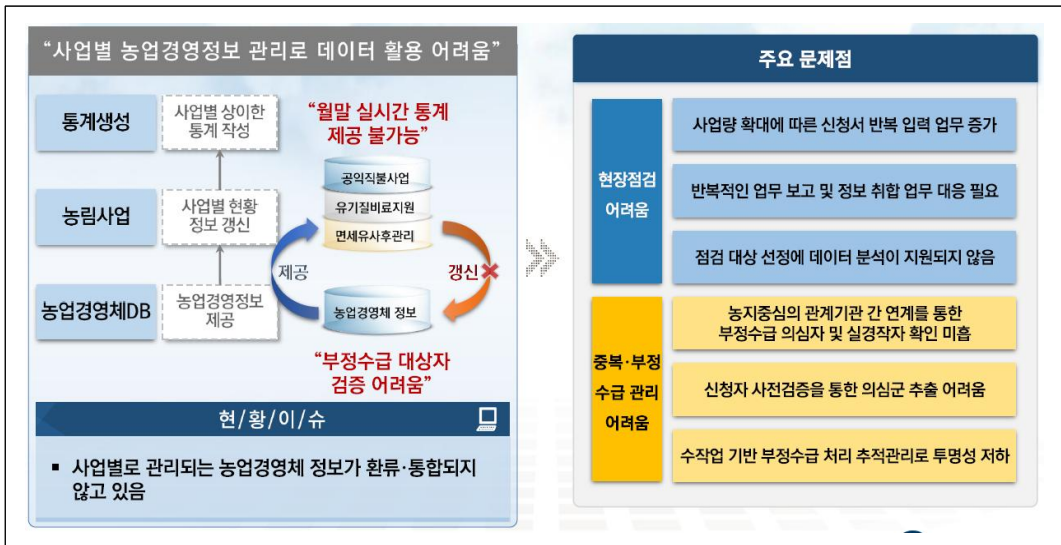 “사업별 농업경영정보 관리로 데이터 활용 어려움”
통계생성
사업별 상이한
통계 작성
농림사업
사업별 현황
정보 갱신
농업경영체DB
농업경영정보
제공
“월말 실시간 통계
제공 불가능”
공익직불사업
유기질비료지원
면세유사후관리
제공
갱신
농업경영체 정보
“부정수급 대상자
검증 어려움”
현/황/이/슈
▪ 사업별로 관리되는 농업경영체 정보가 환류·통합되지
않고 있음
주요 문제점
현장점검
어려움
사업량 확대에 따른 신청서 반복 입력 업무 증가
반복적인 업무 보고 및 정보 취합 업무 대응 필요
점검 대상 선정에 데이터 분석이 지원되지 않음
중복·부정
수급 관리
어려움
농지중심의 관계기관 간 연계를 통한
부정수급 의심자 및 실경작자 확인 미흡
신청자 사전검증을 통한 의심군 추출 어려움
수작업 기반 부정수급 처리 추적관리로 투명성 저하